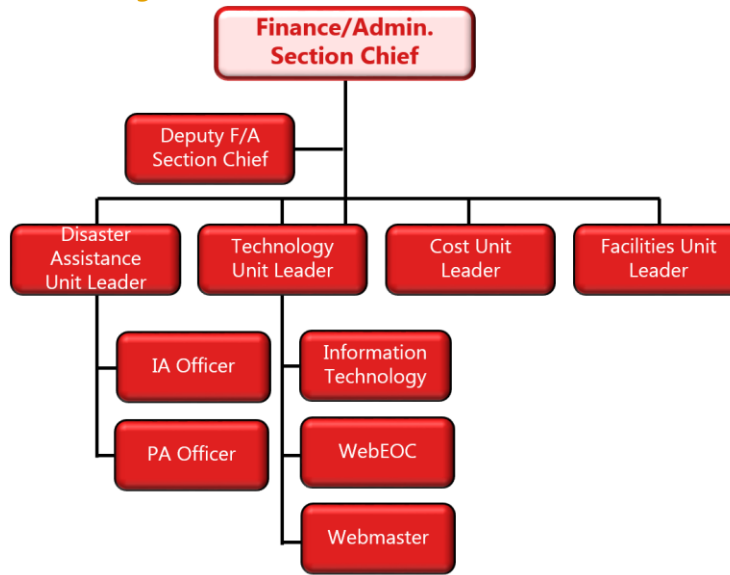 Finance/Admin.
Section Chief
Deputy F/A
Section Chief
Disaster
Assistance
Unit Leader
Technology
Unit Leader
Cost Unit
Leader
Facilities Unit
Leader
IA Officer
Information
Technology
PA Officer
WebEOC
Webmaster